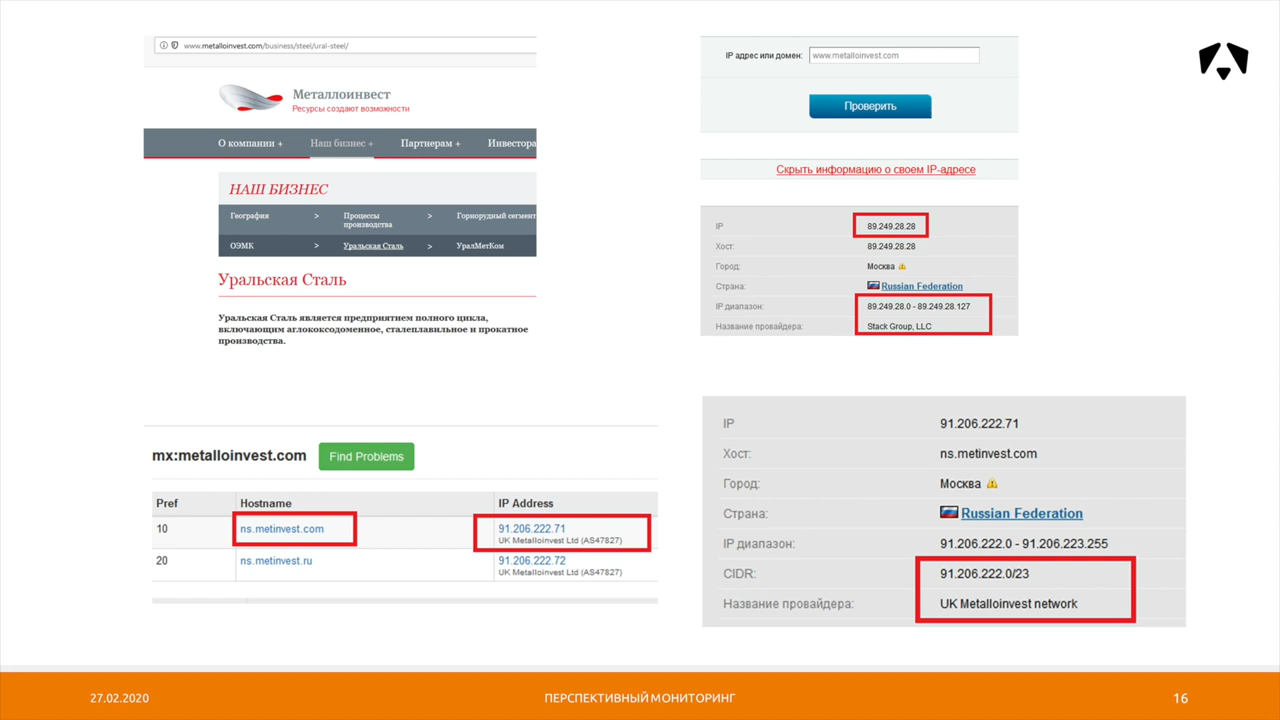 www.metalloinvest.com/business/steel/ural-steel/
Металлоинвест
Ресурсы создают возможности
О компании +
Наш бизнес +
Партнерам +
Инвестора
НАШ БИЗНЕС
География >
Процессы производства >
Горнорудный сегмент
ОЭМК >
Уральская Сталь >
УралМетКом
Уральская Сталь
Уральская Сталь является предприятием полного цикла,
включающим аглококсодоменное, сталеплавильное и прокатное
производства.
IP адрес или домен: www.metalloinvest.com
Проверить
Скрыть информацию о своем IP-адресе
IP 89.249.28.28
Хост: 89.249.28.28
Город: Москва
Страна: Russian Federation
IP диапазон: 89.249.28.0 - 89.249.28.127
Название провайдера: Stack Group, LLC
mx:metalloinvest.com Find Problems
Pref Hostname IP Address
10 ns.metinvest.com 91.206.222.71
UK Metalloinvest Ltd (AS47827)
20 ns.metinvest.ru 91.206.222.72
UK Metalloinvest Ltd (AS47827)
IP 91.206.222.71
Хост: ns.metinvest.com
Город: Москва
Страна: Russian Federation
IP диапазон: 91.206.222.0 - 91.206.223.255
CIDR: 91.206.222.0/23
Название провайдера: UK Metalloinvest network
27.02.2020
ПЕРСПЕКТИВНЫЙ МОНИТОРИНГ
16